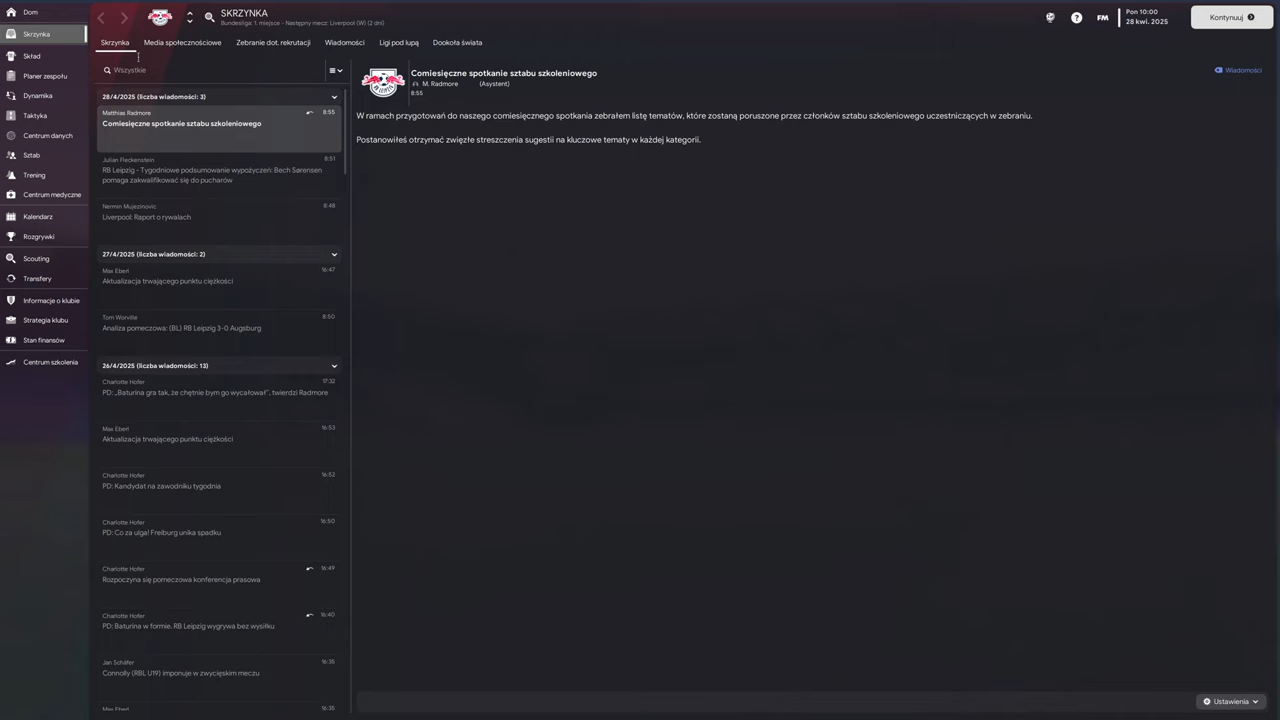 Dom
Skrzynka
Skład
Planer zespołu
Dynamika
Taktyka
Centrum danych
Sztab
Trening
Centrum medyczne
Kalendarz
Rozgrywki
Scouting
Transfery
Informacje o klubie
Strategia klubu
Stan finansów
Centrum szkolenia
SKRZYNKA
Bundesliga: 1. miejsce - Następny mecz: Liverpool (W) (2 dni)
FM
Pon 10:00
28 kwi. 2025
Kontynuuj
Skrzynka
Media społecznościowe
Zebranie dot. rekrutacji
Wiadomości
Ligi pod lupą
Dookoła świata
Wszystkie
28/4/2025 (liczba wiadomości: 3)
Matthias Radmore
8:55
Comiesięczne spotkanie sztabu szkoleniowego
Julian Fleckenstein
8:51
RB Leipzig - Tygodniowe podsumowanie wypożyczeń: Bech Sørensen
pomaga zakwalifikować się do pucharów
Nermin Mujezinovic
8:48
Liverpool: Raport o rywalach
27/4/2025 (liczba wiadomości: 2)
Max Eberl
16:47
Aktualizacja trwającego punktu ciężkości
Tom Worville
8:50
Analiza pomeczowa: (BL) RB Leipzig 3-0 Augsburg
26/4/2025 (liczba wiadomości: 13)
Charlotte Hofer
17:32
PD: „Baturina gra tak, że chętnie bym go wycałował”, twierdzi Radmore
Max Eberl
16:53
Aktualizacja trwającego punktu ciężkości
Charlotte Hofer
16:52
PD: Kandydat na zawodniku tygodnia
Charlotte Hofer
16:50
PD: Co za ulga! Freiburg unika spadku
Charlotte Hofer
16:49
Rozpoczyna się pomeczowa konferencja prasowa
Charlotte Hofer
16:40
PD: Baturina w formie, RB Leipzig wygrywa bez wysiłku
Jan Schäfer
16:35
Connolly (RBL U19) imponuje w zwycięskim meczu
Max Eberl
16:35
Comiesięczne spotkanie sztabu szkoleniowego
M. Radmore
(Asystent)
8:55
Wiadomości
W ramach przygotowań do naszego comiesięcznego spotkania zebrałem listę tematów, które zostaną poruszone przez członków sztabu szkoleniowego uczestniczących w zebraniu.
Postanowiłeś otrzymać zwięzłe streszczenia sugestii na kluczowe tematy w każdej kategorii.
Ustawienia